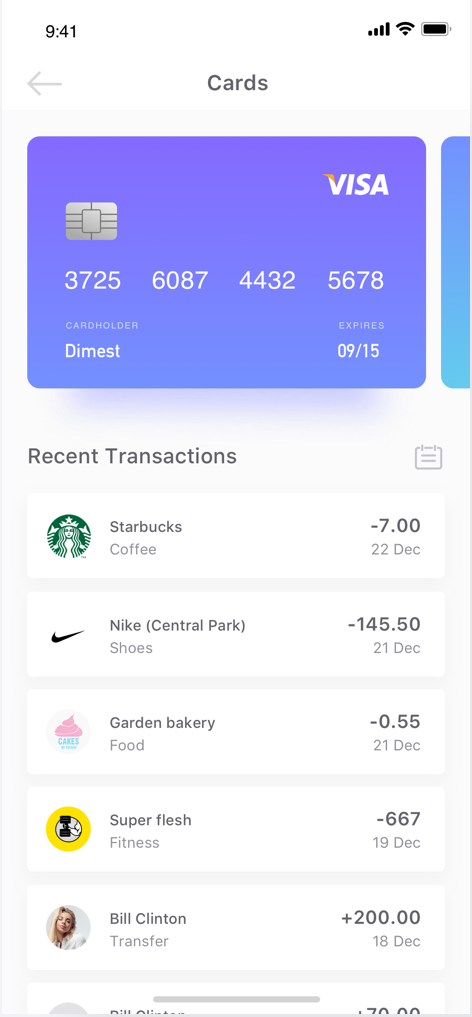 9:41
Cards
VISA
3725 6087 4432 5678
CARDHOLDER EXPIRES
Dimest 09/15
Recent Transactions
Starbucks -7.00
Coffee 22 Dec
Nike (Central Park) -145.50
Shoes 21 Dec
CAKES
Garden bakery -0.55
Food 21 Dec
Super flesh -667
Fitness 19 Dec
Bill Clinton +200.00
Transfer 18 Dec
Bill Clinton +70.00